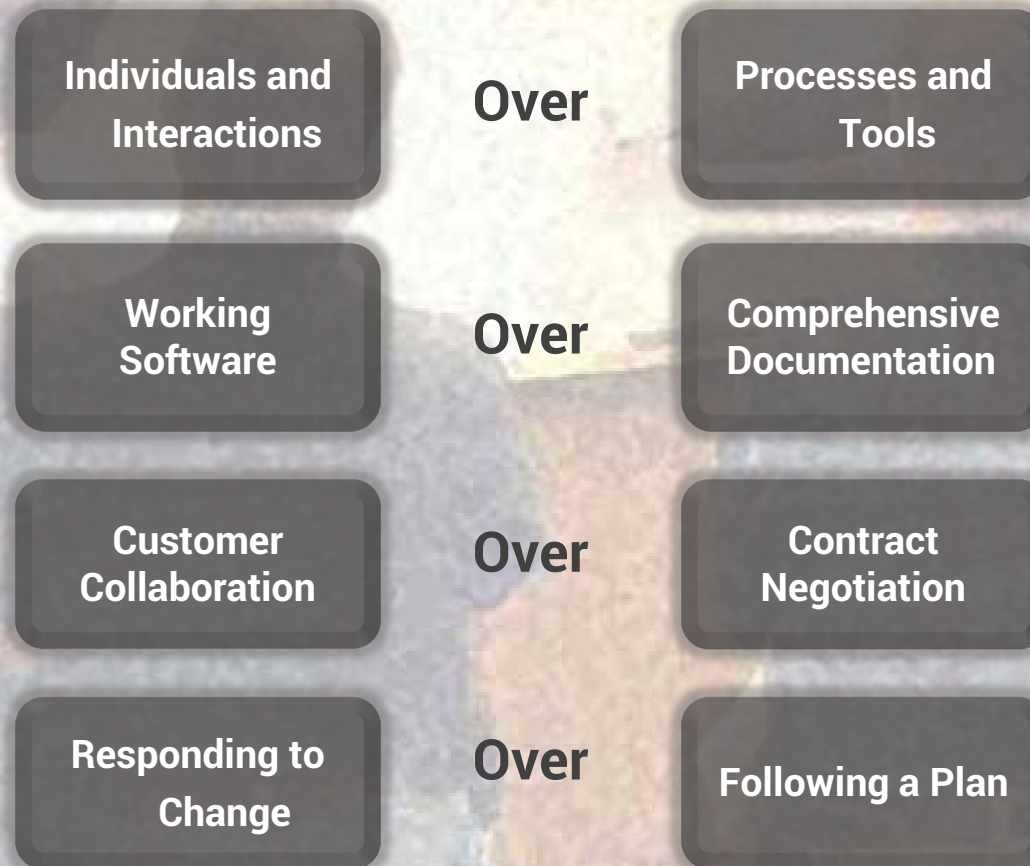 Individuals and
Interactions
Over
Processes and
Tools
Working
Software
Over
Comprehensive
Documentation
Customer
Collaboration
Over
Contract
Negotiation
Responding to
Change
Over
Following a Plan